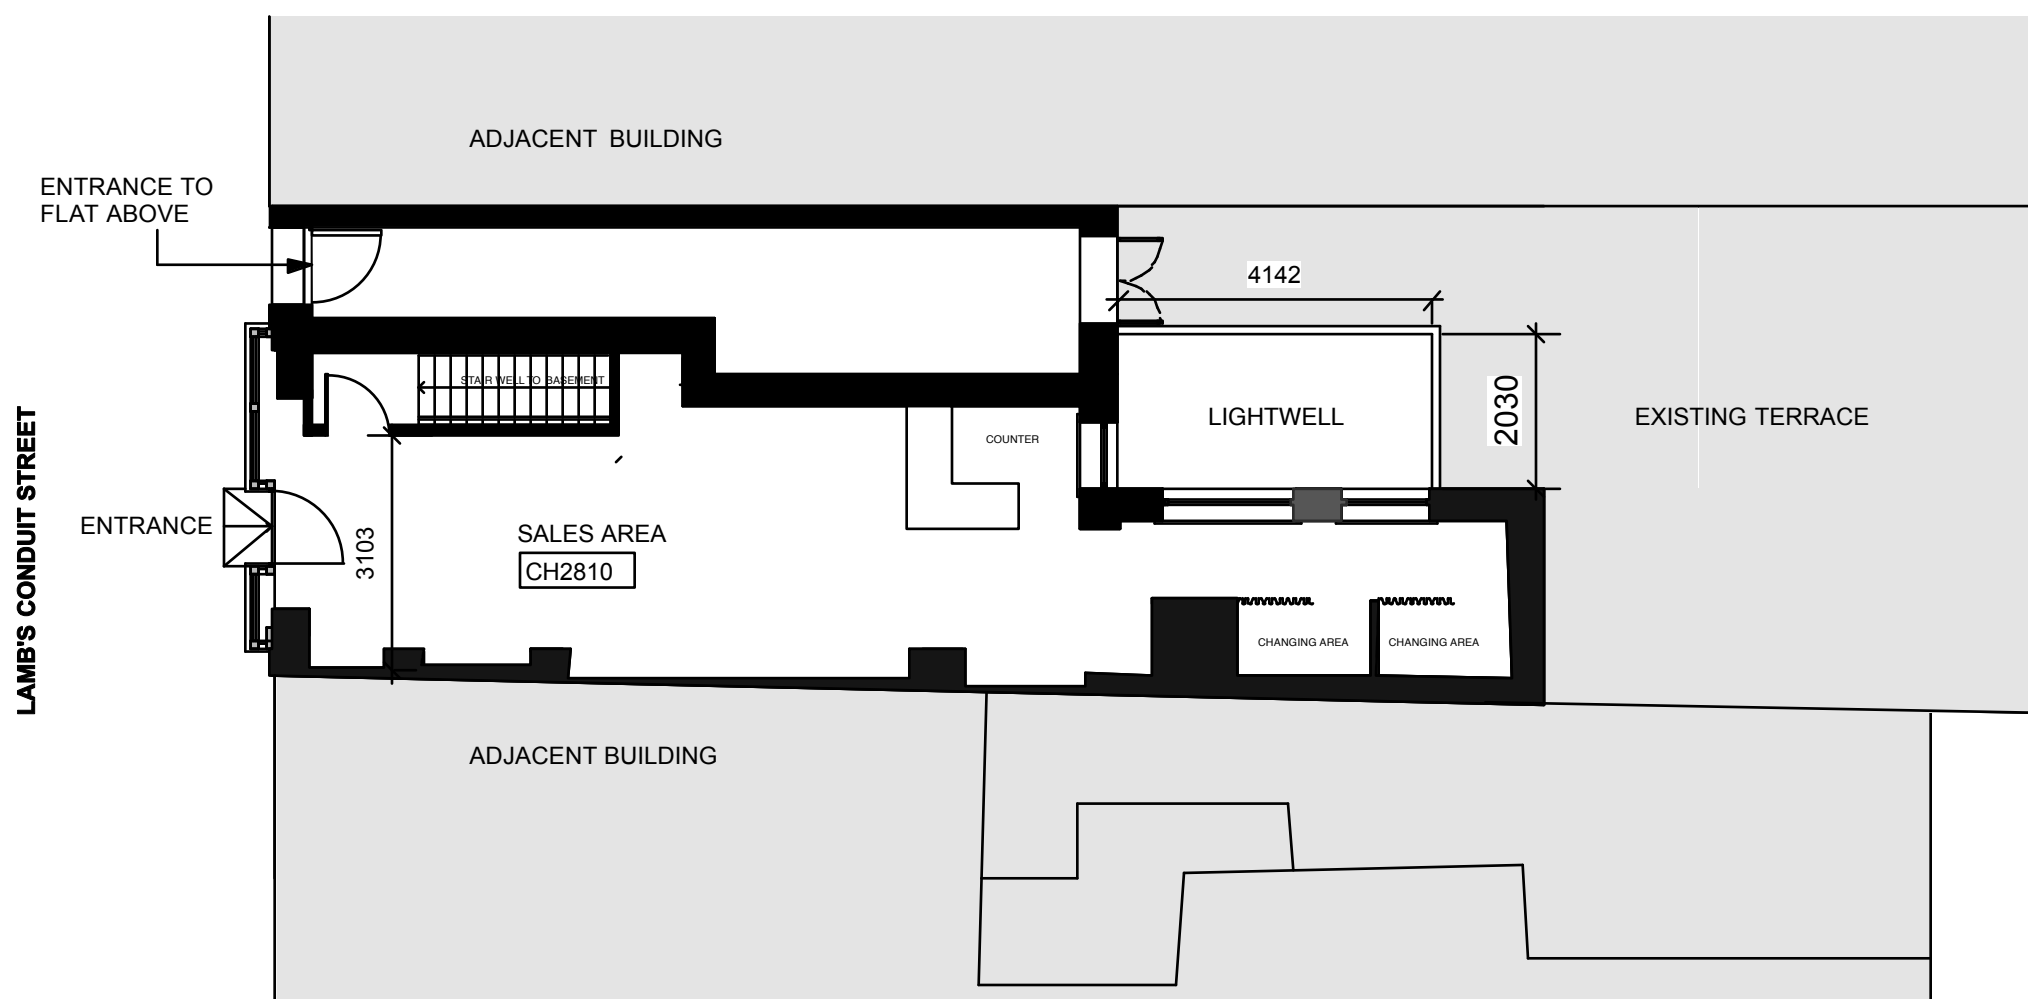 ADJACENT BUILDING
ENTRANCE TO
FLAT ABOVE
4142
STAIR WELL TO BASEMENT
2030
LIGHTWELL
EXISTING TERRACE
COUNTER
LAMB'S CONDUIT STREET
ENTRANCE
3103
SALES AREA
CH2810
CHANGING AREA
CHANGING AREA
ADJACENT BUILDING